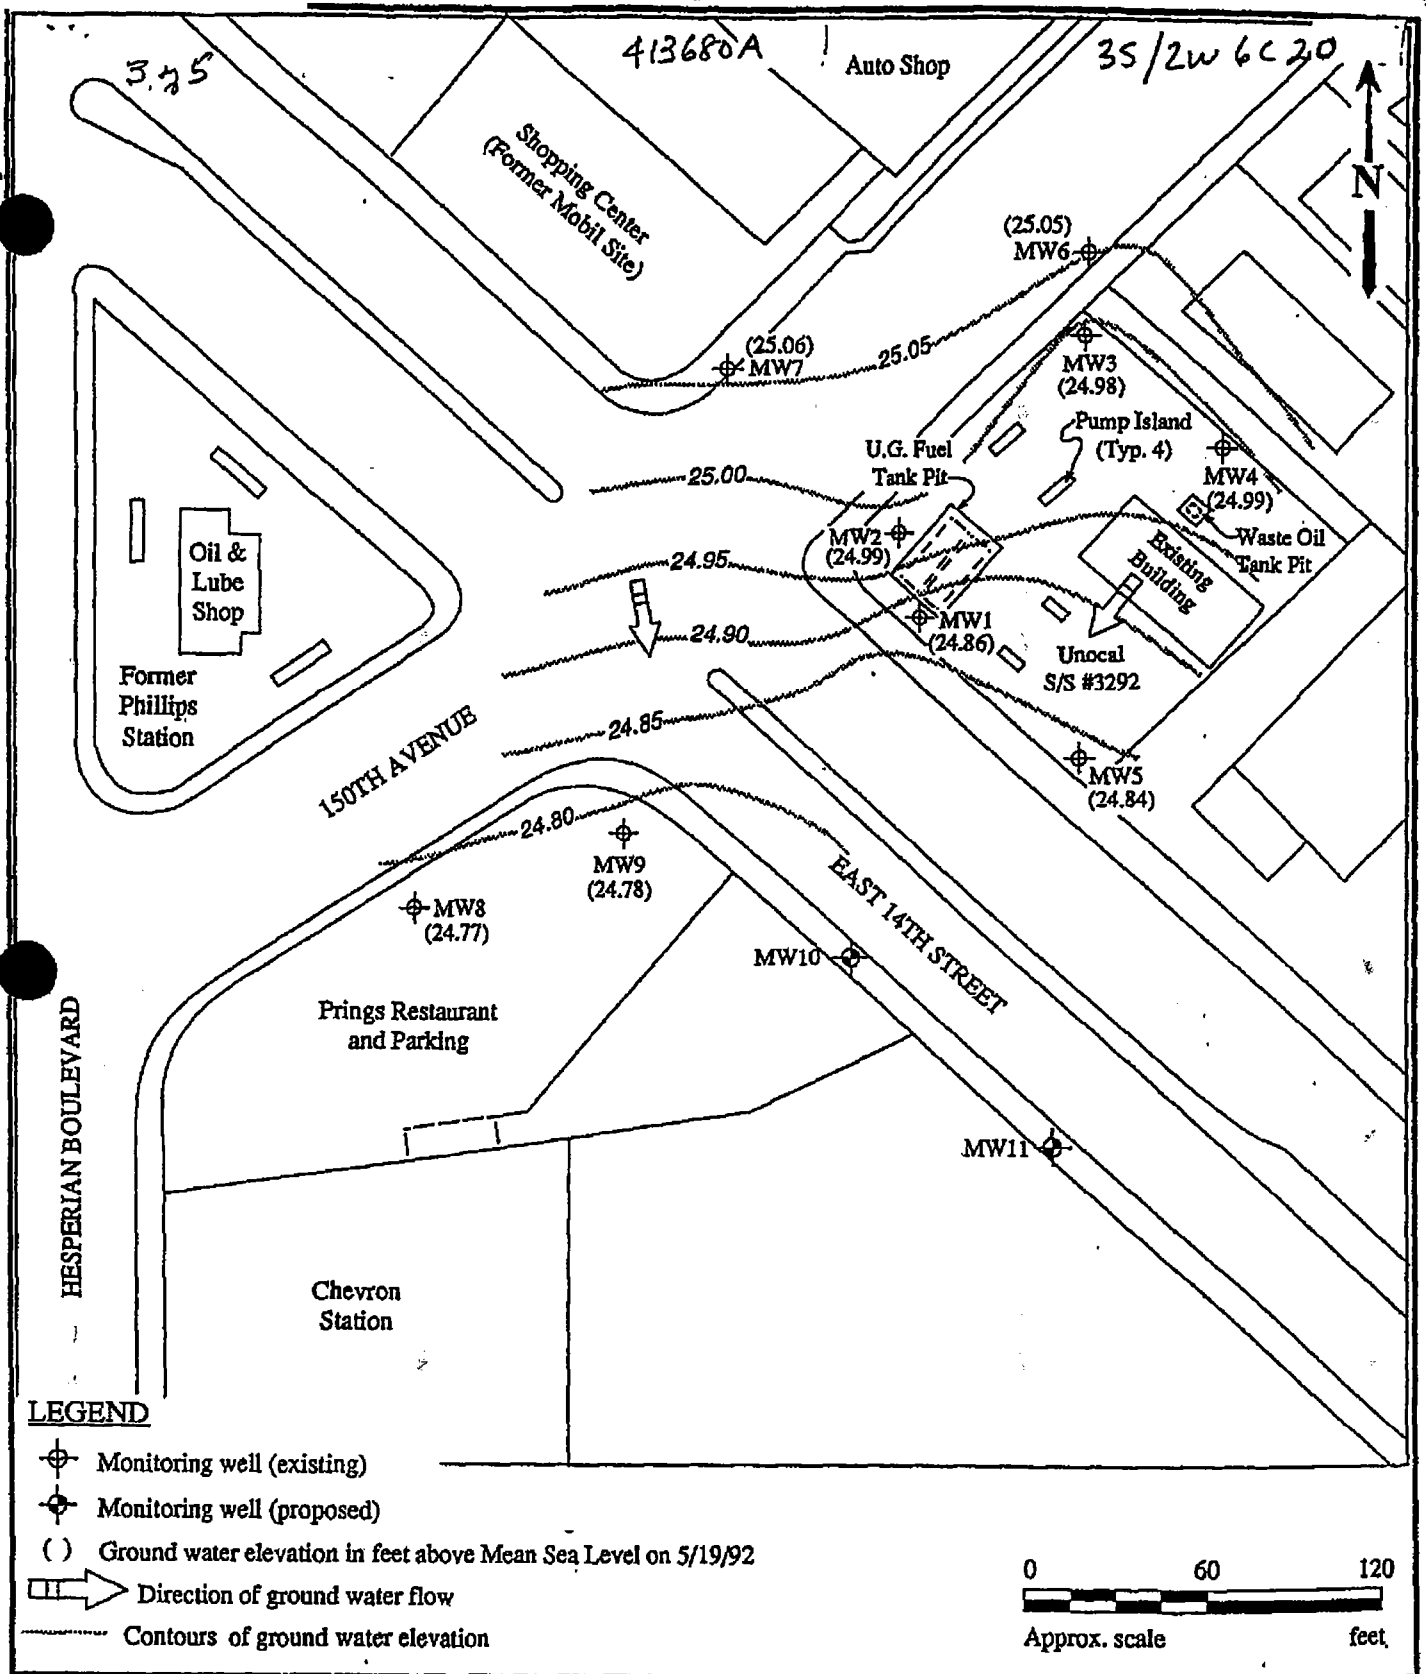 413680A
3S/2W 6C20
Auto Shop
N
Shopping Center
(Former Mobil Site)
(25.05)
MW6
(25.06)
MW7
25.05
MW3
(24.98)
Pump Island
(Typ. 4)
U.G. Fuel
Tank Pit
MW4
(24.99)
25.00
MW2
(24.99)
Waste Oil
Tank Pit
Existing
Building
Oil &
Lube
Shop
24.95
MW1
(24.86)
24.90
Unocal
S/S #3292
Former
Phillips
Station
24.85
150TH AVENUE
MW5
(24.84)
24.80
MW9
(24.78)
EAST 14TH STREET
MW8
(24.77)
MW10
Prings Restaurant
and Parking
HESPERIAN BOULEVARD
MW11
Chevron
Station
LEGEND
Monitoring well (existing)
Monitoring well (proposed)
( ) Ground water elevation in feet above Mean Sea Level on 5/19/92
Direction of ground water flow
Contours of ground water elevation
0 60 120
Approx. scale feet